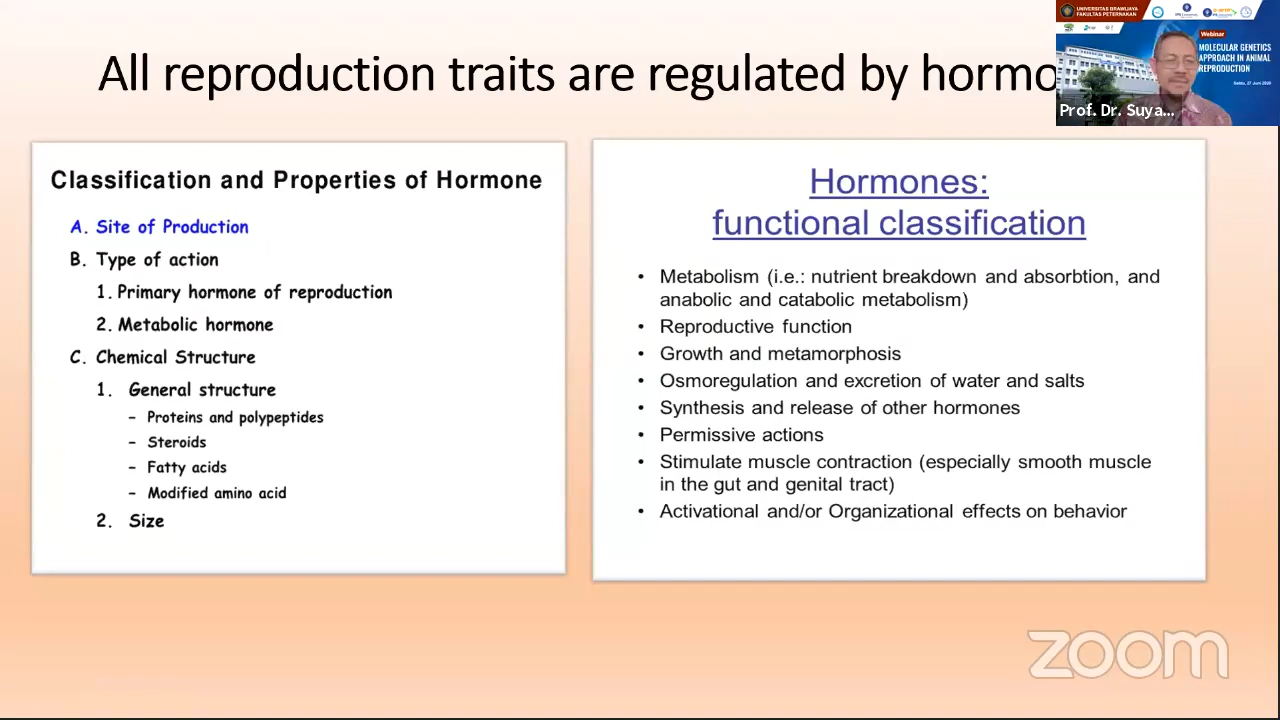 All reproduction traits are regulated by hormo
UNIVERSITAS BRAWIJAYA
FAKULTAS PETERNAKAN
Webinar
MOLECULAR GENETICS
APPROACH IN ANIMAL
REPRODUCTION
Sabtu, 27 Juni 2020
Prof. Dr. Suya...
Classification and Properties of Hormone
A. Site of Production
B. Type of action
1. Primary hormone of reproduction
2. Metabolic hormone
C. Chemical Structure
1. General structure
– Proteins and polypeptides
– Steroids
– Fatty acids
– Modified amino acid
2. Size
Hormones:
functional classification
• Metabolism (i.e.: nutrient breakdown and absorbtion, and
anabolic and catabolic metabolism)
• Reproductive function
• Growth and metamorphosis
• Osmoregulation and excretion of water and salts
• Synthesis and release of other hormones
• Permissive actions
• Stimulate muscle contraction (especially smooth muscle
in the gut and genital tract)
• Activational and/or Organizational effects on behavior
zoom